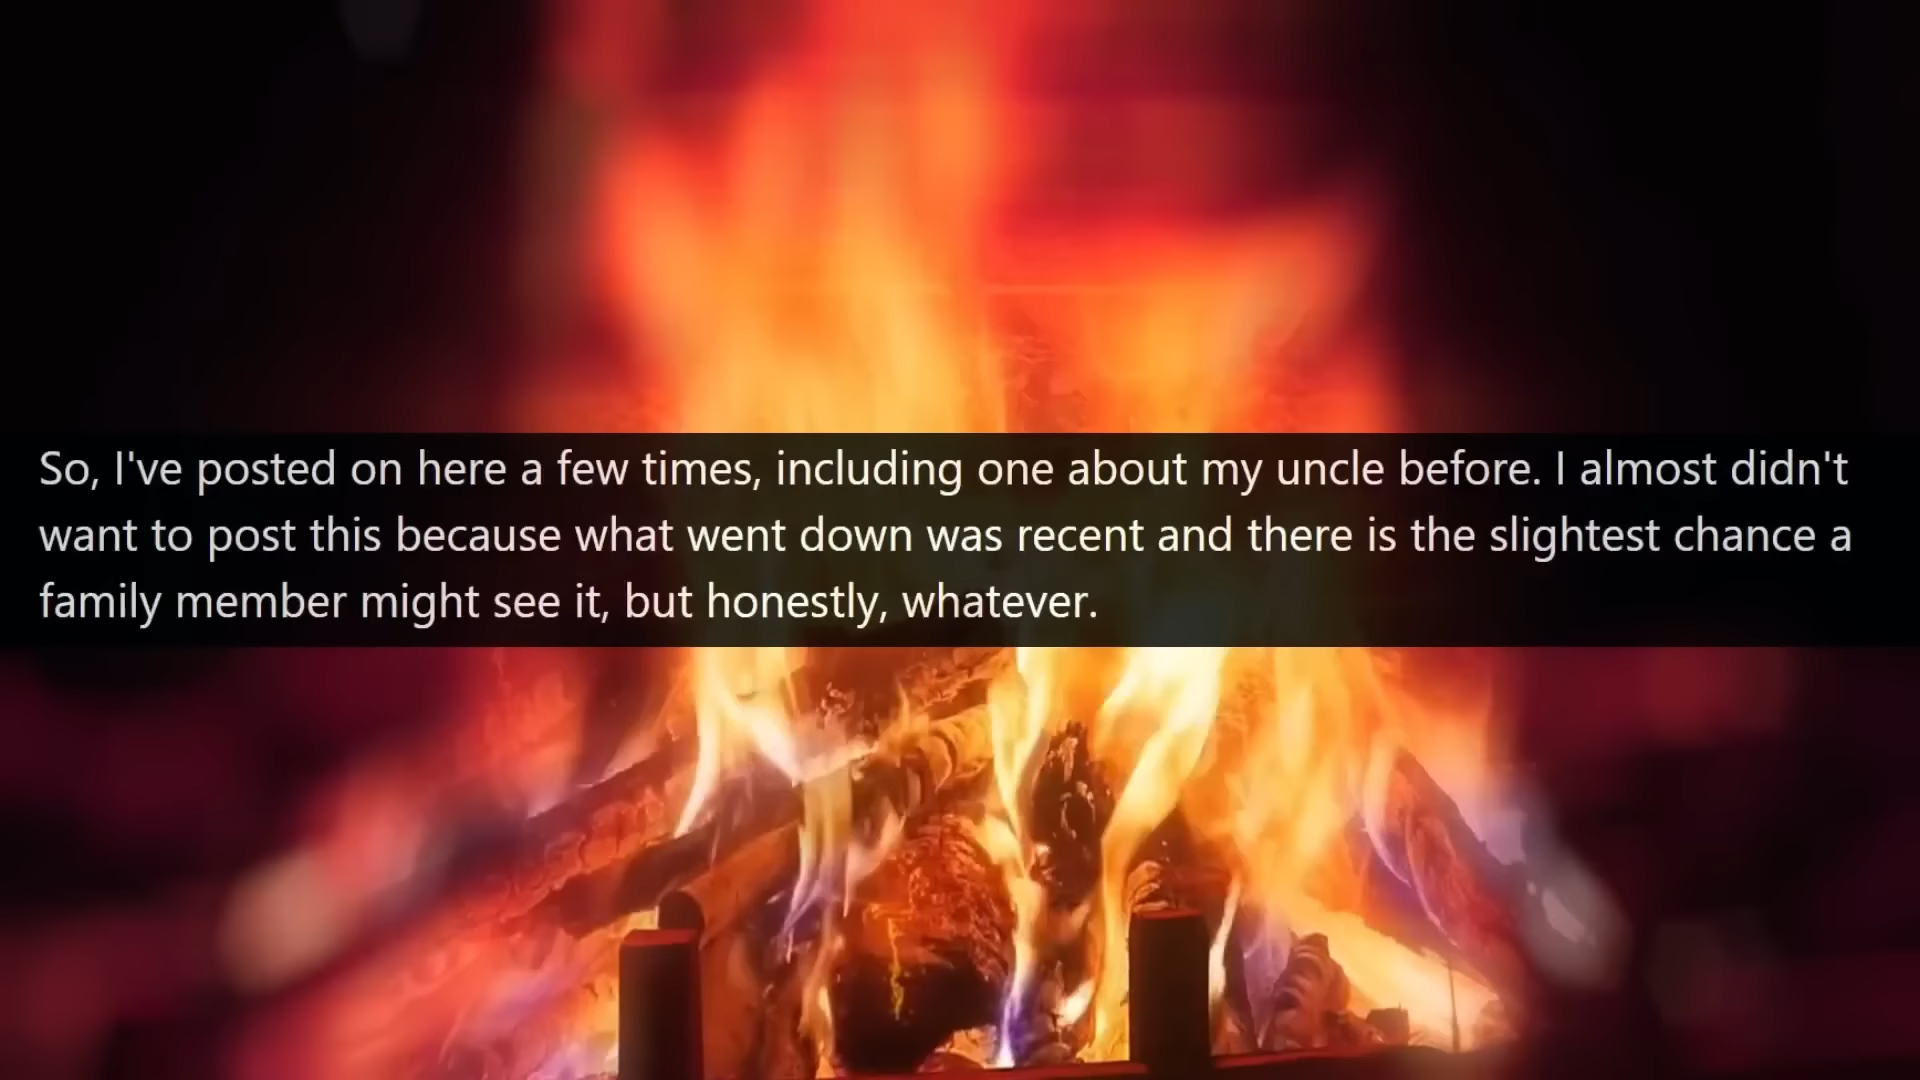 So, I've posted on here a few times, including one about my uncle before. I almost didn't
want to post this because what went down was recent and there is the slightest chance a
family member might see it, but honestly, whatever.